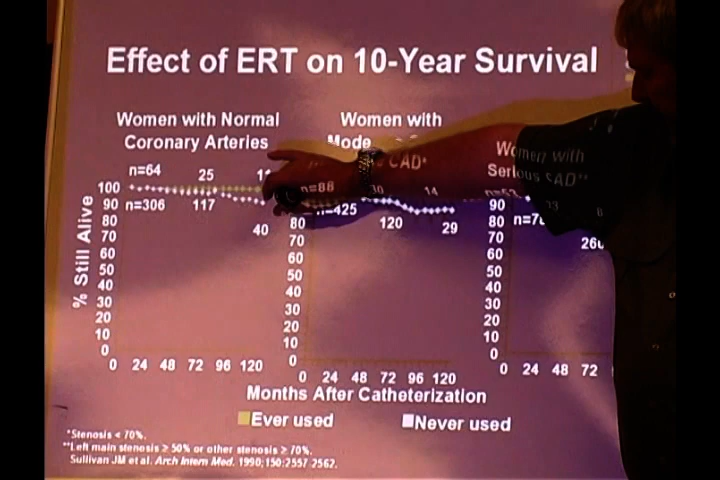 Effect of ERT on 10-Year Survival
Women with Normal
Coronary Arteries
Women with
CAD*
Women with
Serious CAD**
% Still Alive
n=64 25
n=306 117
40
100
90
80
70
60
50
40
30
20
10
0
0 24 48 72 96 120
n=88 30 14
n=425 120 29
80
70
60
50
40
30
20
10
0
0 24 48 72 96 120
90
80
70
60
50
40
30
20
10
0
0 24 48 72
Months After Catheterization
Ever used
Never used
*Stenosis < 70%.
**Left main stenosis ≥ 50% or other stenosis ≥ 70%.
Sullivan JM et al. Arch Intern Med. 1990;150:2557 2562.